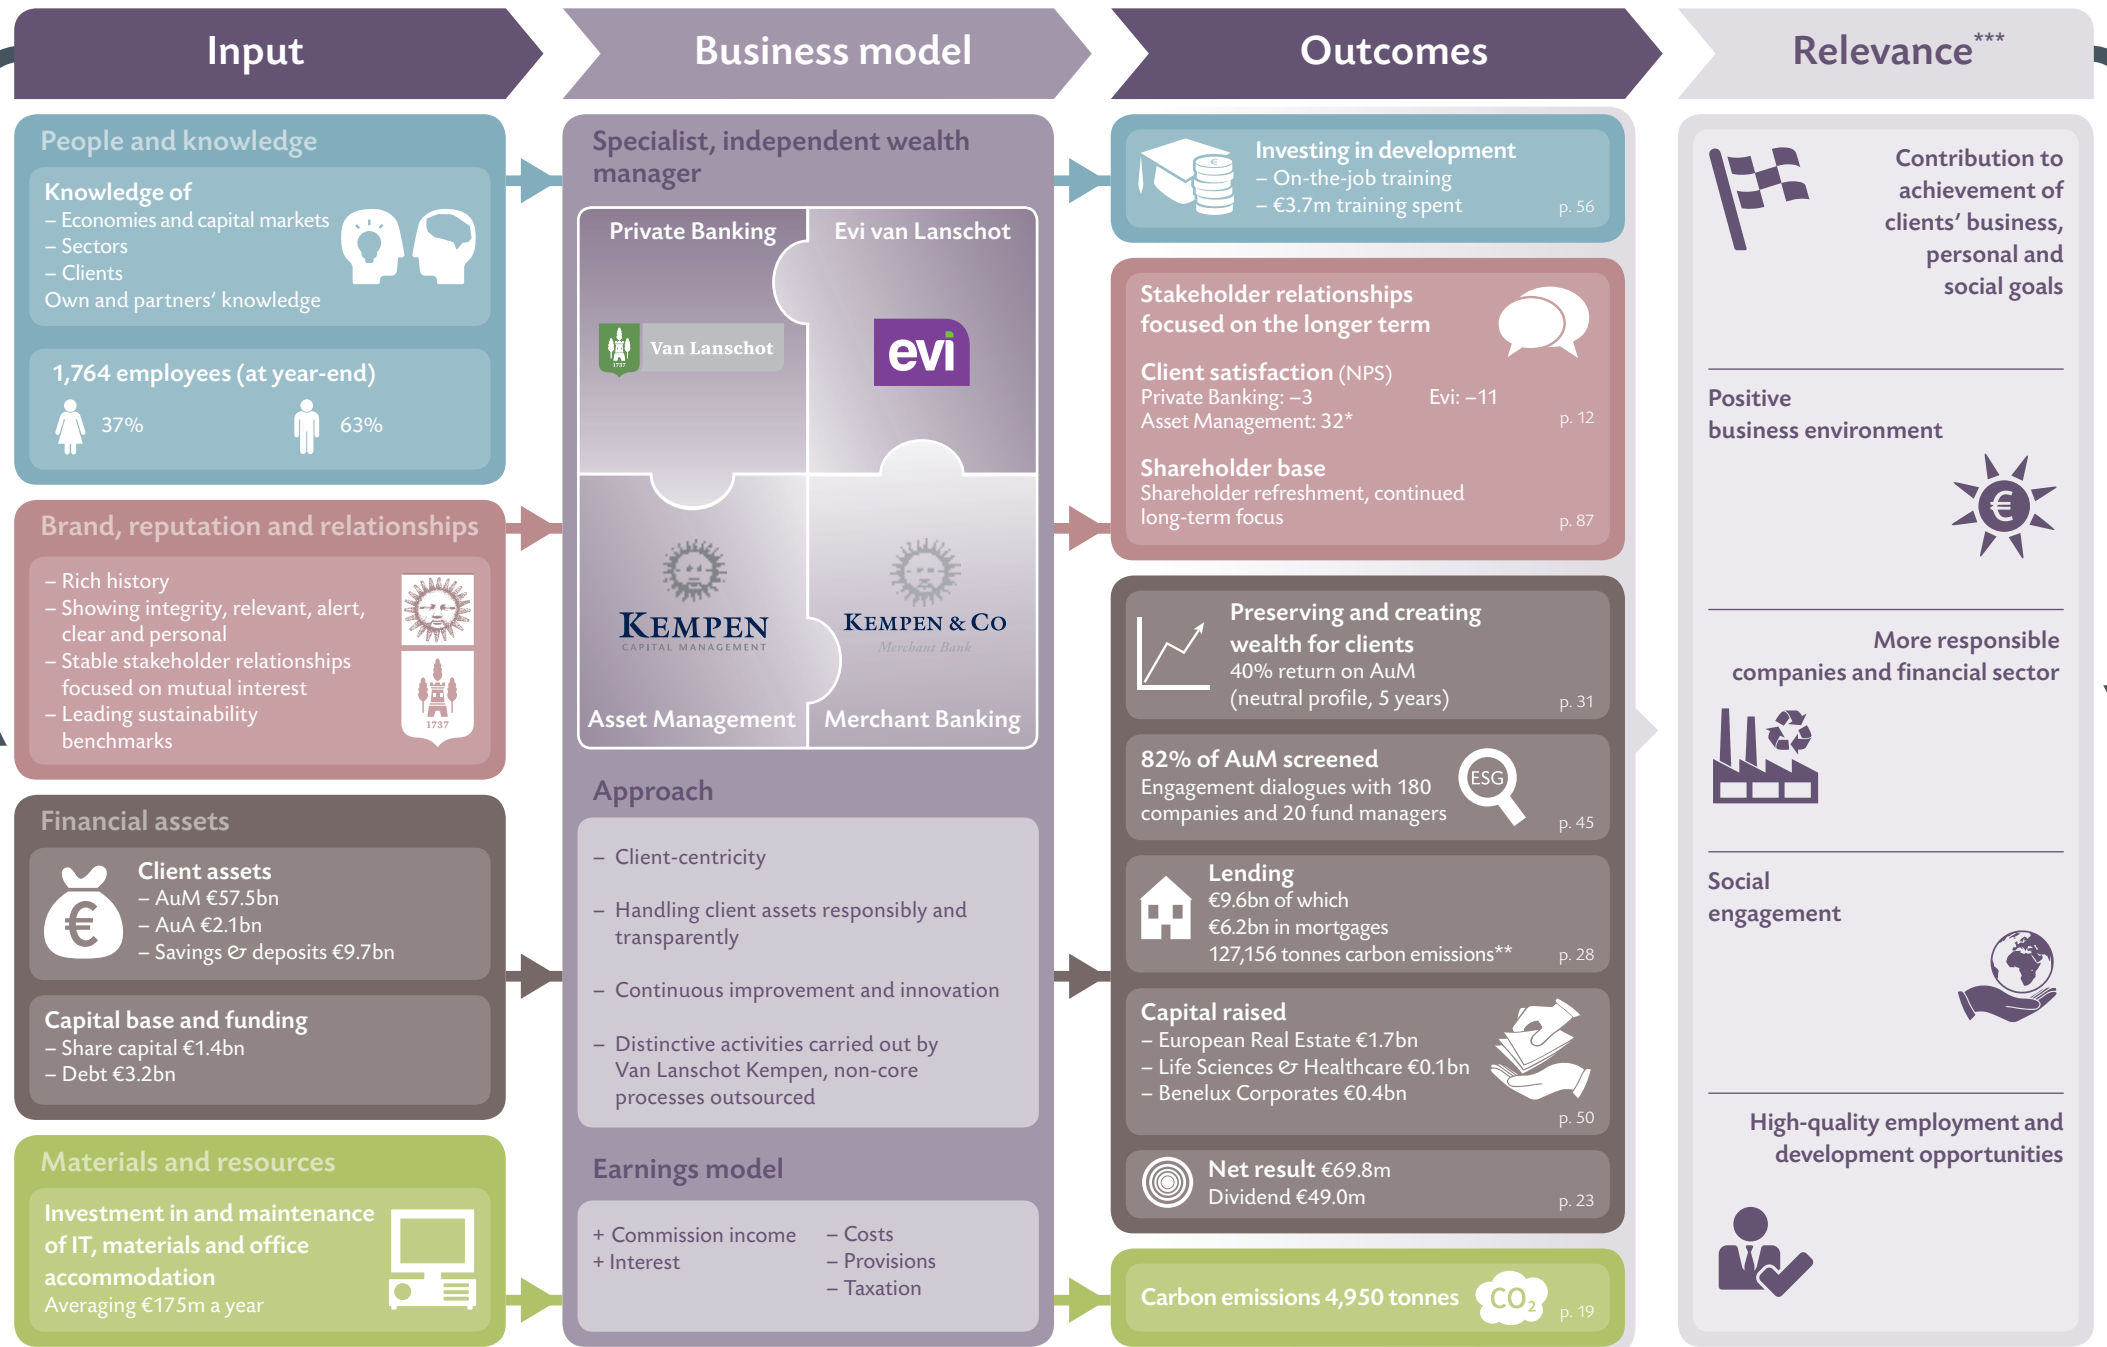 Input
People and knowledge
Knowledge of
– Economies and capital markets
– Sectors
– Clients
Own and partners’ knowledge
1,764 employees (at year-end)
37%
63%
Brand, reputation and relationships
– Rich history
– Showing integrity, relevant, alert,
clear and personal
– Stable stakeholder relationships
focused on mutual interest
– Leading sustainability
benchmarks
1737
Financial assets
€
Client assets
– AuM €57.5bn
– AuA €2.1bn
– Savings & deposits €9.7bn
Capital base and funding
– Share capital €1.4bn
– Debt €3.2bn
Materials and resources
Investment in and maintenance
of IT, materials and office
accommodation
Averaging €175m a year
Business model
Specialist, independent wealth
manager
Private Banking
Evi van Lanschot
1737
Van Lanschot
evi
KEMPEN
CAPITAL MANAGEMENT
KEMPEN & CO
Merchant Bank
Asset Management
Merchant Banking
Approach
– Client-centricity
– Handling client assets responsibly and
transparently
– Continuous improvement and innovation
– Distinctive activities carried out by
Van Lanschot Kempen, non-core
processes outsourced
Earnings model
+ Commission income
+ Interest
– Costs
– Provisions
– Taxation
Outcomes
€
Investing in development
– On-the-job training
– €3.7m training spent
p. 56
Stakeholder relationships
focused on the longer term
Client satisfaction (NPS)
Private Banking: –3 Evi: –11
Asset Management: 32*
p. 12
Shareholder base
Shareholder refreshment, continued
long-term focus
p. 87
Preserving and creating
wealth for clients
40% return on AuM
(neutral profile, 5 years)
p. 31
82% of AuM screened
Engagement dialogues with 180
companies and 20 fund managers
ESG
p. 45
Lending
€9.6bn of which
€6.2bn in mortgages
127,156 tonnes carbon emissions**
p. 28
Capital raised
– European Real Estate €1.7bn
– Life Sciences & Healthcare €0.1bn
– Benelux Corporates €0.4bn
p. 50
Net result €69.8m
Dividend €49.0m
p. 23
Carbon emissions 4,950 tonnes
CO2
p. 19
Relevance***
Contribution to
achievement of
clients’ business,
personal and
social goals
Positive
business environment
€
More responsible
companies and financial sector
Social
engagement
High-quality employment and
development opportunities